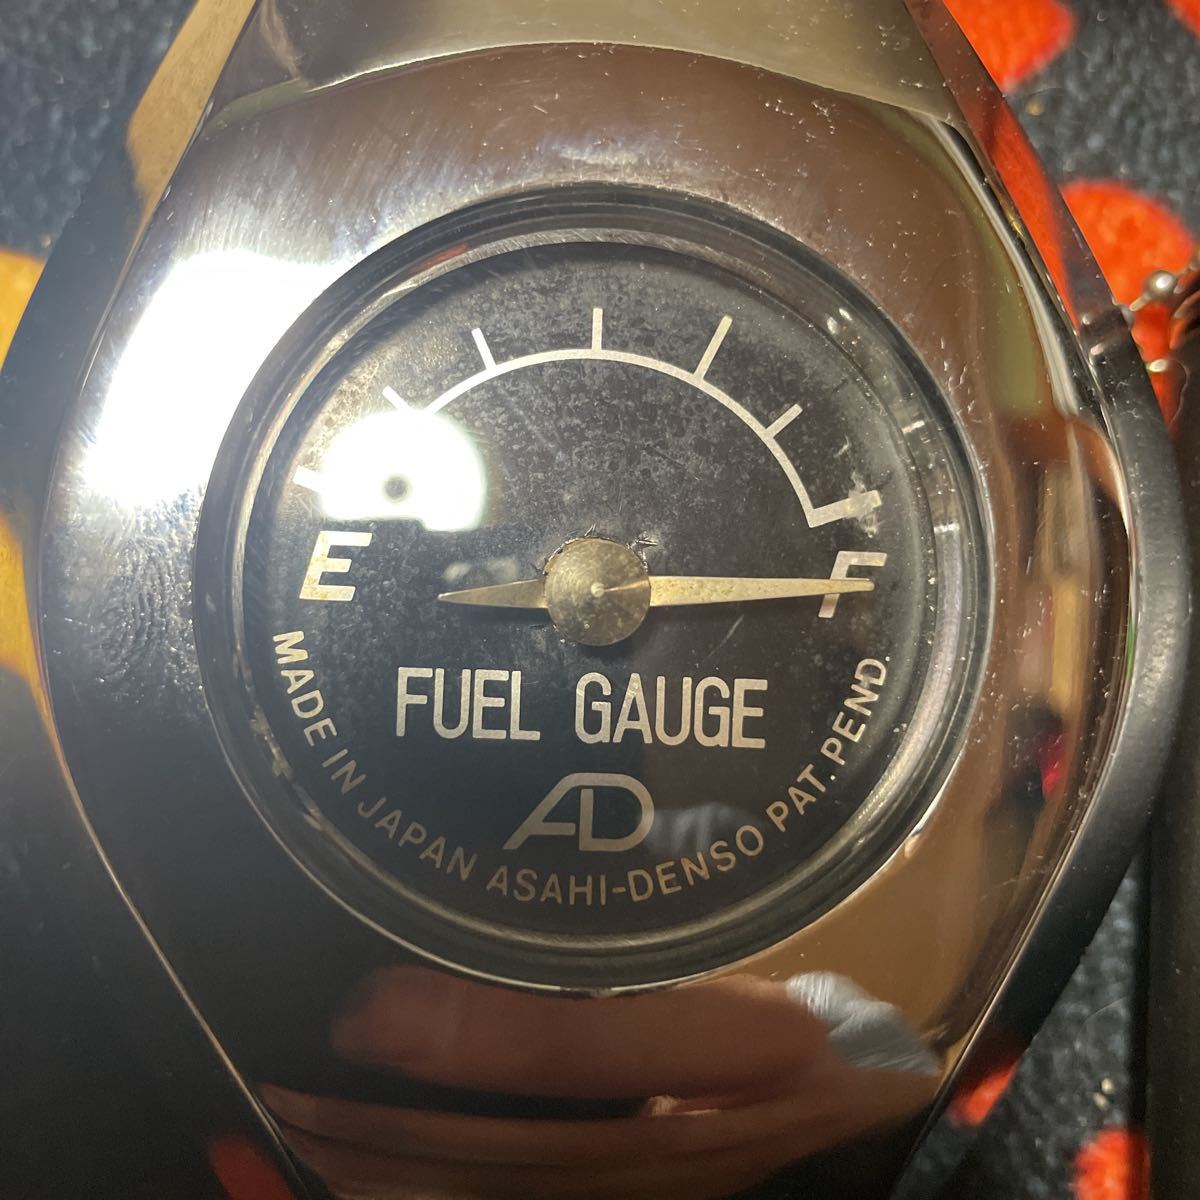 E F
FUEL GAUGE
AD
MADE IN JAPAN ASAHI-DENSO PAT. PEND.